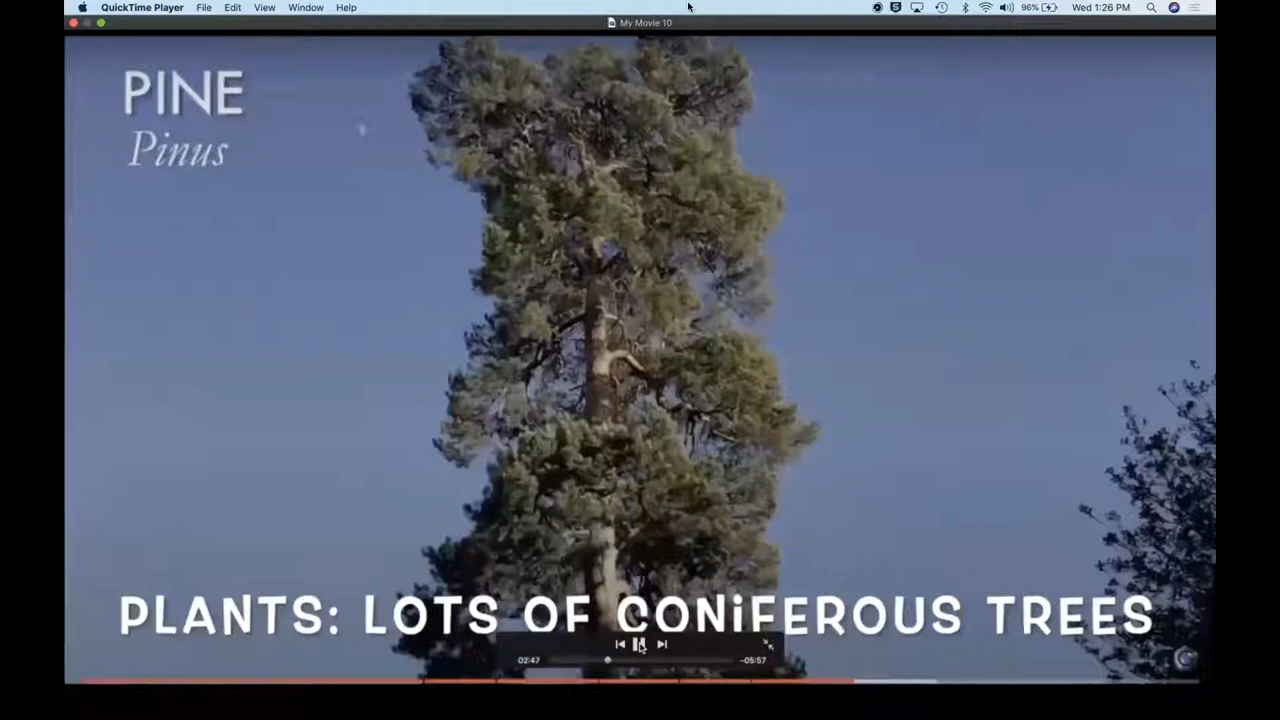 QuickTime Player File Edit View Window Help 96% Wed 1:26 PM
My Movie 10
PINE
Pinus
PLANTS: LOTS OF CONiFEROUS TREES
02:47 -05:57